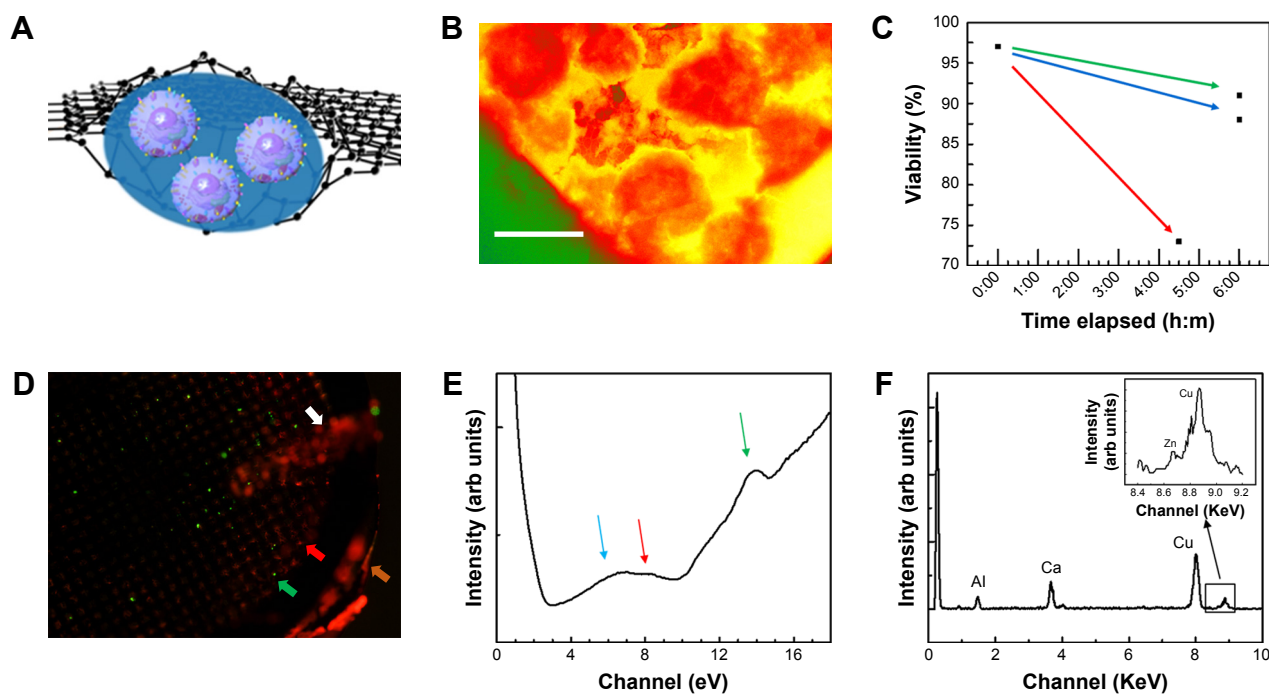 A
B
C
100
95
90
85
80
75
70
Viability (%)
0:00
1:00
2:00
3:00
4:00
5:00
6:00
Time elapsed (h:m)
D
E
Intensity (arb units)
0
4
8
12
16
Channel (eV)
F
Intensity (arb units)
Al
Ca
Cu
0
2
4
6
8
10
Channel (KeV)
Intensity
(arb units)
Cu
Zn
8.4
8.6
8.8
9.0
9.2
Channel (KeV)